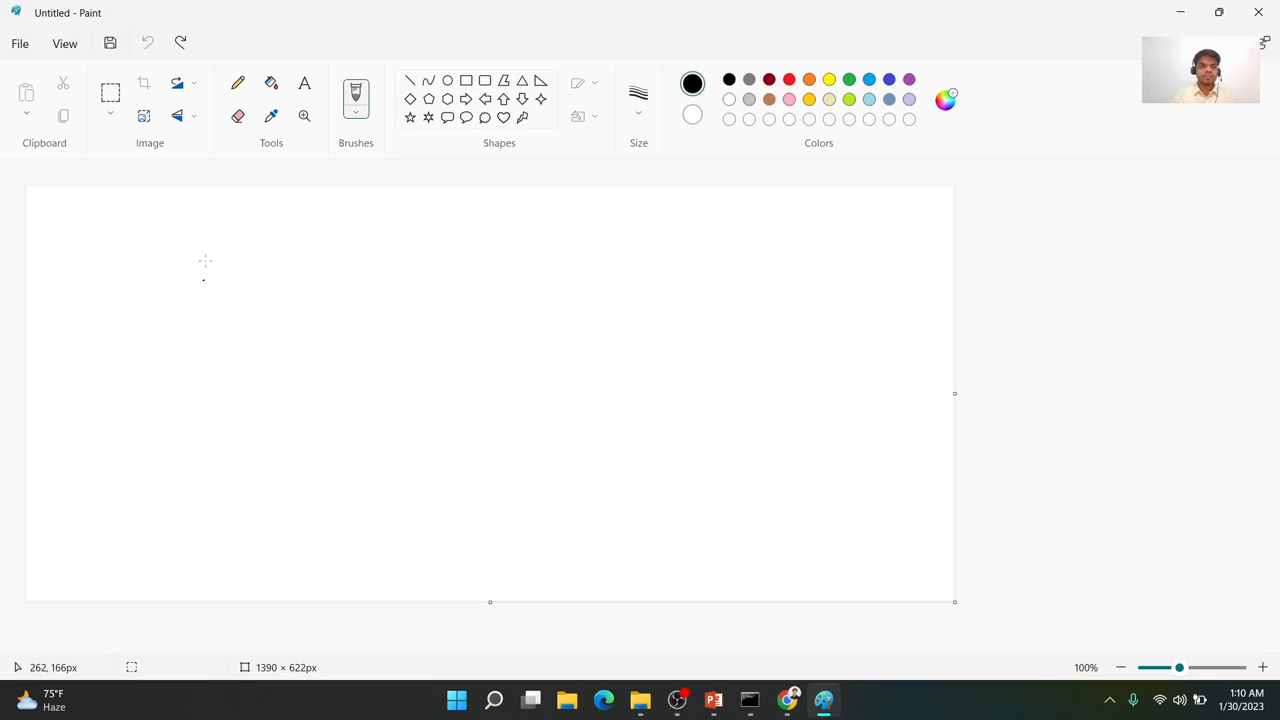 Untitled - Paint
File View
Clipboard Image Tools Brushes Shapes Size Colors
262, 166px 1390 × 622px 100%
75°F
Haze
1:10 AM
1/30/2023